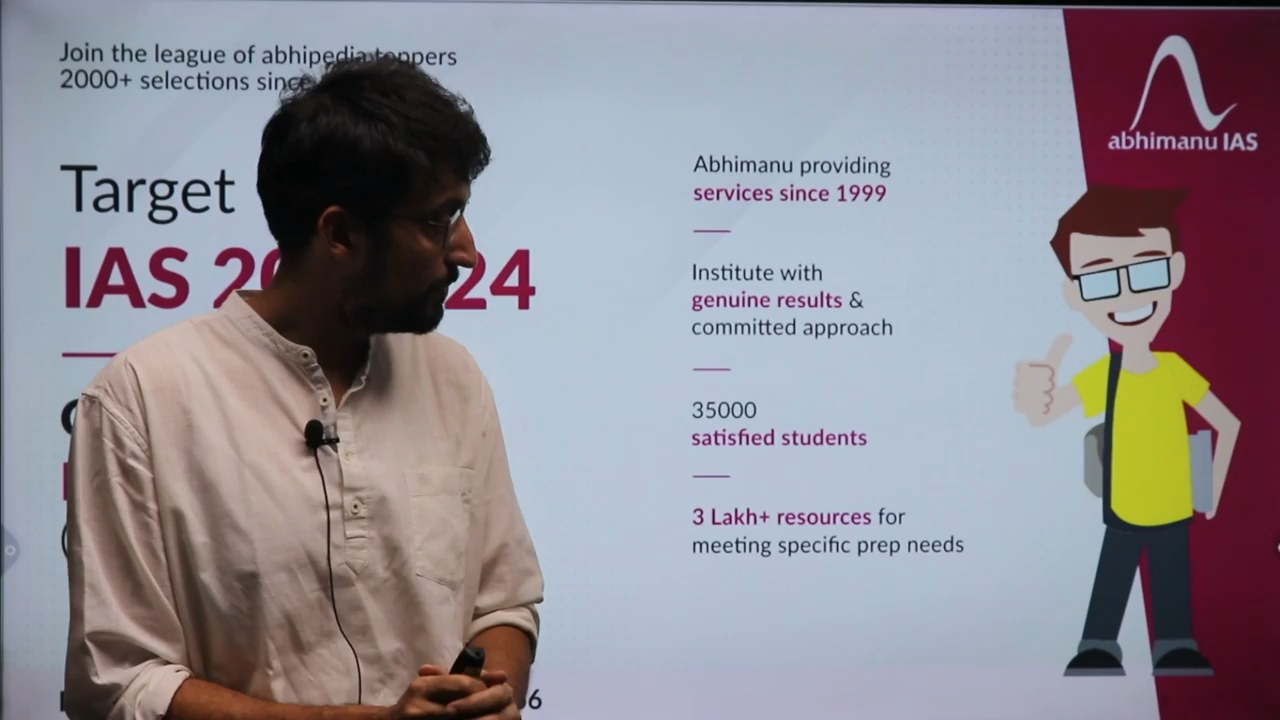 Join the league of abhipedia toppers
2000+ selections since
Target
IAS 24
Abhimanu providing
services since 1999
Institute with
genuine results &
committed approach
35000
satisfied students
3 Lakh+ resources for
meeting specific prep needs
abhimanu IAS